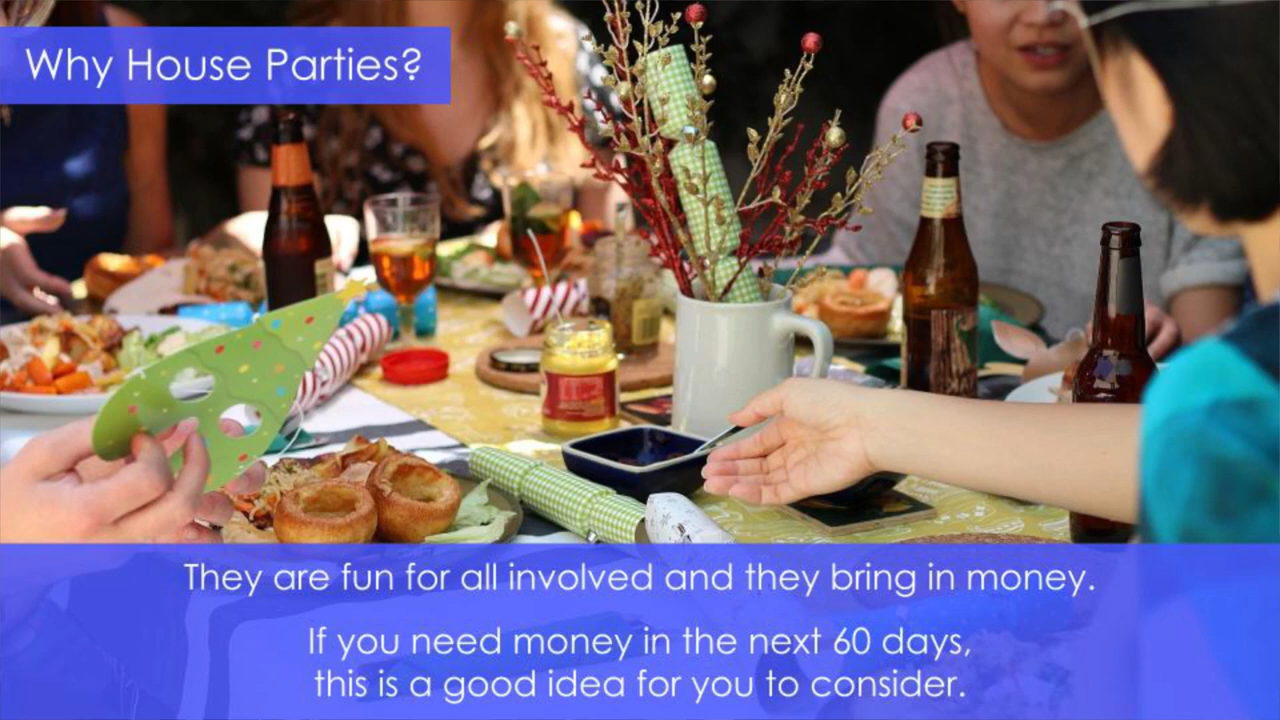 Why House Parties?
They are fun for all involved and they bring in money.
If you need money in the next 60 days,
this is a good idea for you to consider.